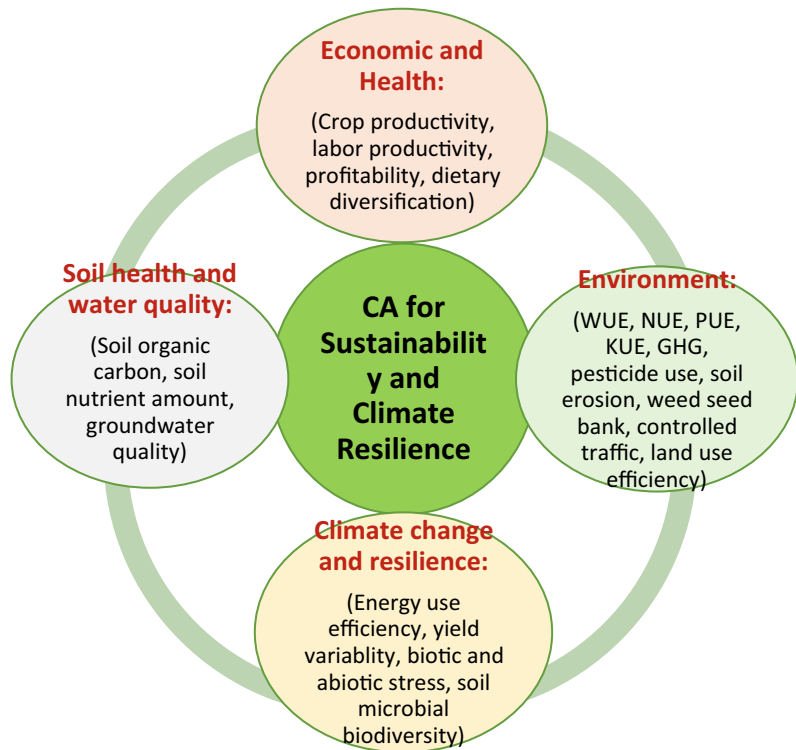 Economic and
Health:
(Crop productivity,
labor productivity,
profitability, dietary
diversification)
Soil health and
water quality:
(Soil organic
carbon, soil
nutrient amount,
groundwater
quality)
CA for
Sustainabilit
y and
Climate
Resilience
Environment:
(WUE, NUE, PUE,
KUE, GHG,
pesticide use, soil
erosion, weed seed
bank, controlled
traffic, land use
efficiency)
Climate change
and resilience:
(Energy use
efficiency, yield
variablity, biotic and
abiotic stress, soil
microbial
biodiversity)